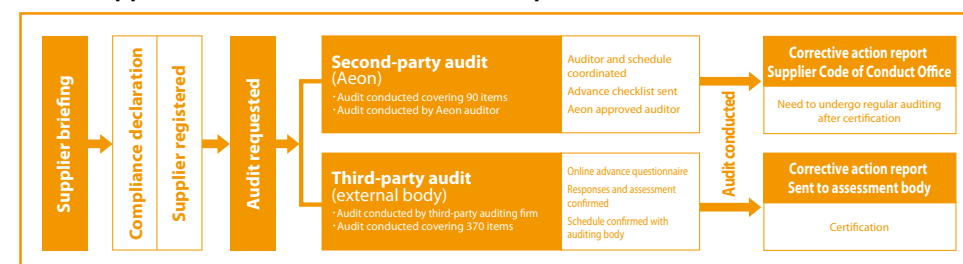 Supplier briefing
Compliance declaration
Supplier registered
Audit requested
Second-party audit
(Aeon)
・Audit conducted covering 90 items
・Audit conducted by Aeon auditor
Auditor and schedule
coordinated
Advance checklist sent
Aeon approved auditor
Third-party audit
(external body)
・Audit conducted by third-party auditing firm
・Audit conducted covering 370 items
Online advance questionnaire
Responses and assessment
confirmed
Schedule confirmed with
auditing body
Audit conducted
Corrective action report
Supplier Code of Conduct Office
Need to undergo regular auditing
after certification
Corrective action report
Sent to assessment body
Certification